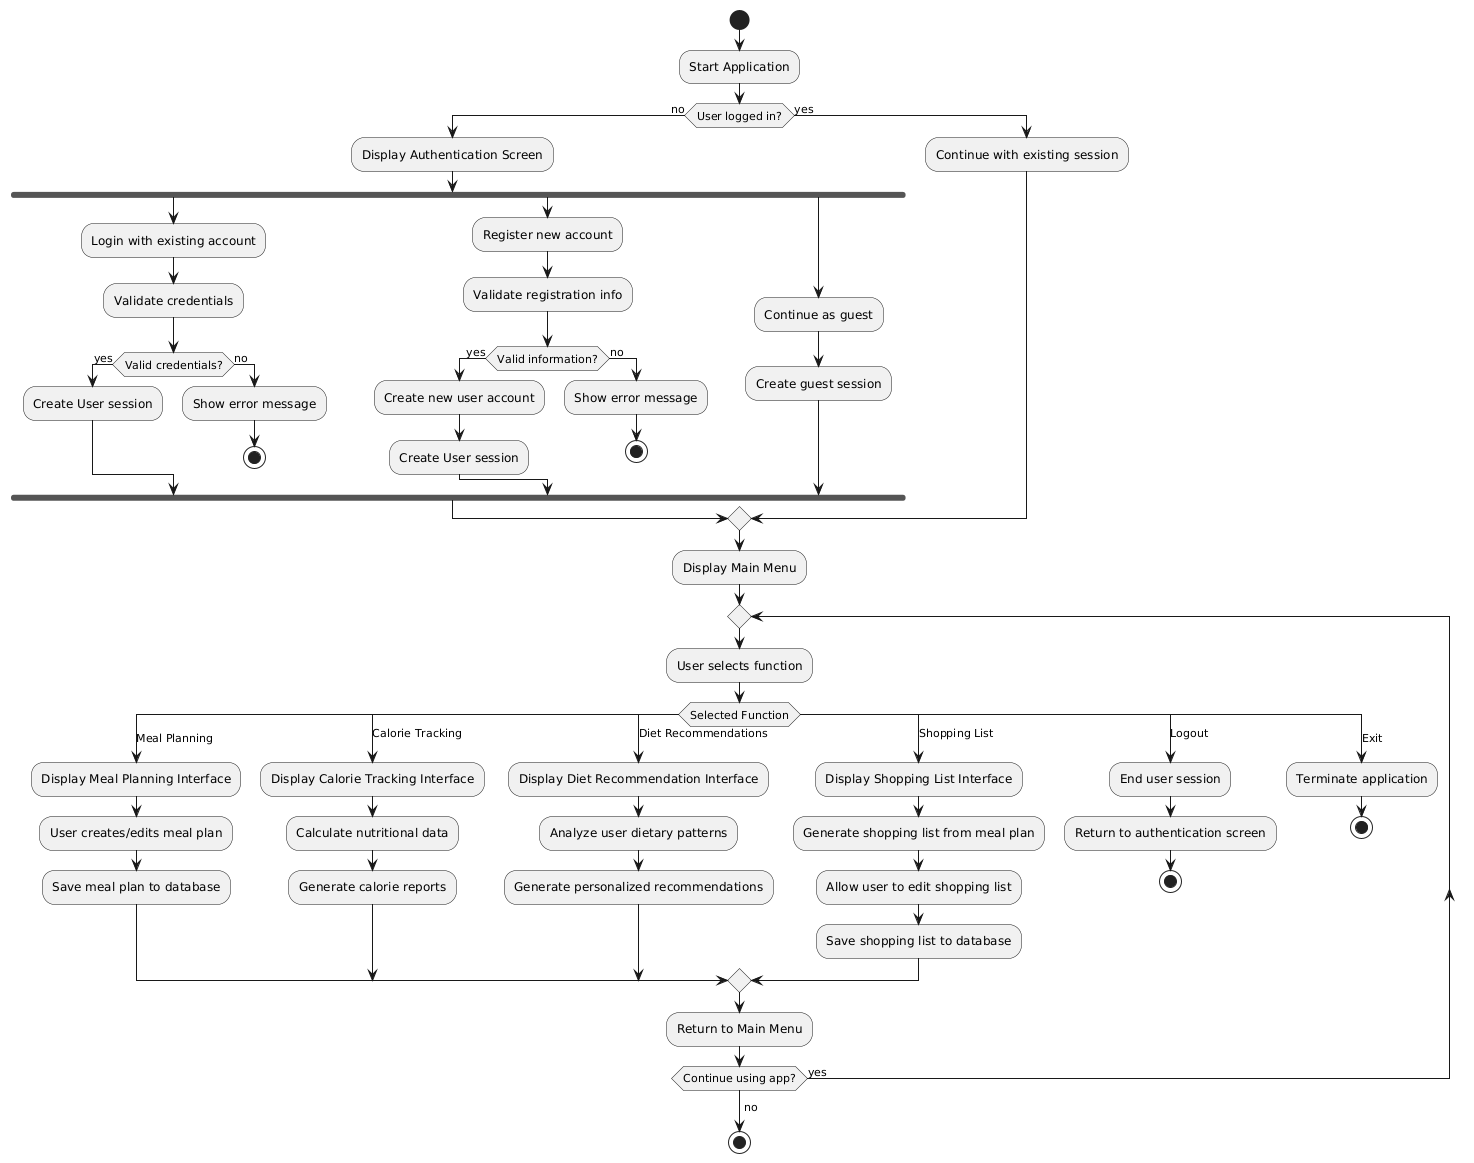 Start Application
no
User logged in?
yes
Display Authentication Screen
Continue with existing session
Login with existing account
Validate credentials
yes
Valid credentials?
no
Create User session
Show error message
Register new account
Validate registration info
yes
Valid information?
no
Create new user account
Show error message
Create User session
Continue as guest
Create guest session
Display Main Menu
User selects function
Selected Function
Meal Planning
Display Meal Planning Interface
User creates/edits meal plan
Save meal plan to database
Calorie Tracking
Display Calorie Tracking Interface
Calculate nutritional data
Generate calorie reports
Diet Recommendations
Display Diet Recommendation Interface
Analyze user dietary patterns
Generate personalized recommendations
Shopping List
Display Shopping List Interface
Generate shopping list from meal plan
Allow user to edit shopping list
Save shopping list to database
Logout
End user session
Return to authentication screen
Exit
Terminate application
Return to Main Menu
Continue using app?
yes
no